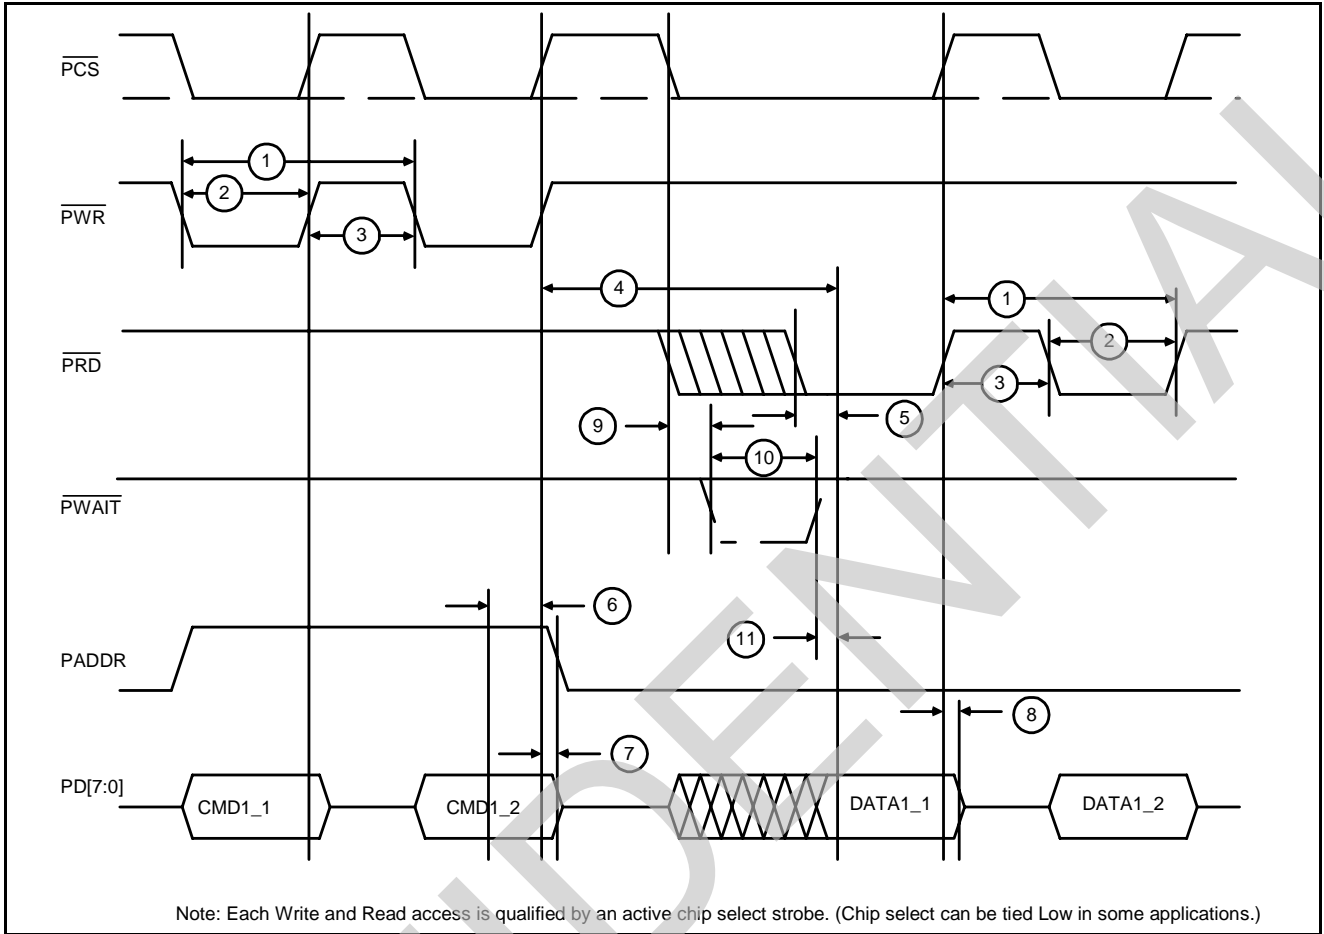 PCS
1
2
PWR
3
4
1
PRD
2
3
5
9
10
PWAIT
6
11
PADDR
8
7
PD[7:0]
CMD1_1
CMD1_2
DATA1_1
DATA1_2
Note: Each Write and Read access is qualified by an active chip select strobe. (Chip select can be tied Low in some applications.)
IDENTIAL